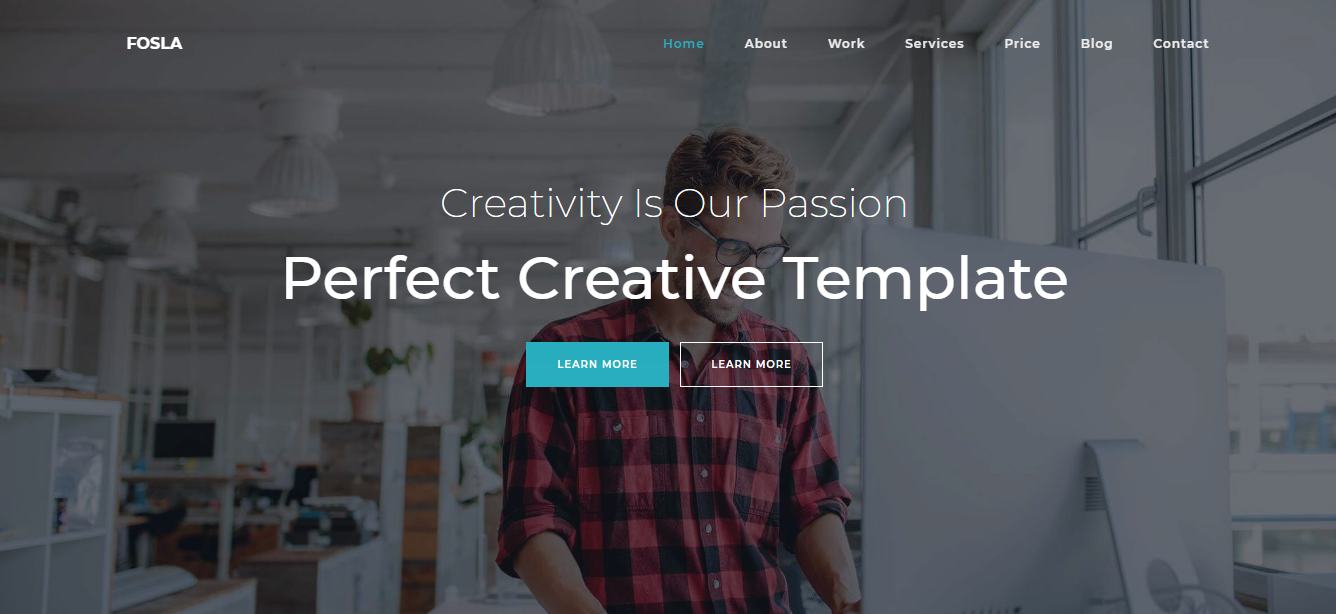 FOSLA
Home About Work Services Price Blog Contact
Creativity Is Our Passion
Perfect Creative Template
LEARN MORE LEARN MORE